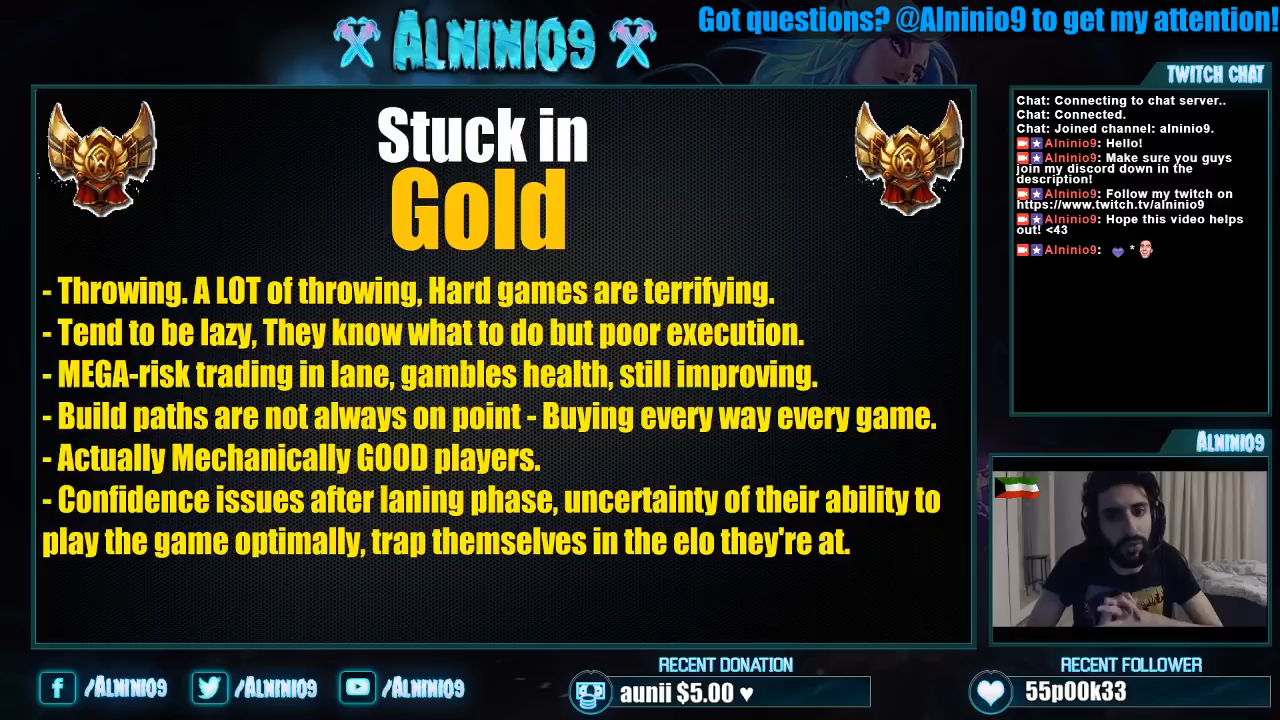 Got questions? @Alninio9 to get my attention!
ALNINIO9
TWITCH CHAT
Chat: Connecting to chat server..
Chat: Connected.
Chat: Joined channel: alninio9.
Alninio9: Hello!
Alninio9: Make sure you guys
join my discord down in the
description!
Alninio9: Follow my twitch on
https://www.twitch.tv/alninio9
Alninio9: Hope this video helps
out! <43
Alninio9: *
Stuck in
Gold
- Throwing. A LOT of throwing, Hard games are terrifying.
- Tend to be lazy, They know what to do but poor execution.
- MEGA-risk trading in lane, gambles health, still improving.
- Build paths are not always on point - Buying every way every game.
- Actually Mechanically GOOD players.
- Confidence issues after laning phase, uncertainty of their ability to
play the game optimally, trap themselves in the elo they're at.
ALNINIO9
/ALNINIO9
/ALNINIO9
/ALNINIO9
RECENT DONATION
aunii $5.00 ♥
RECENT FOLLOWER
55p00k33